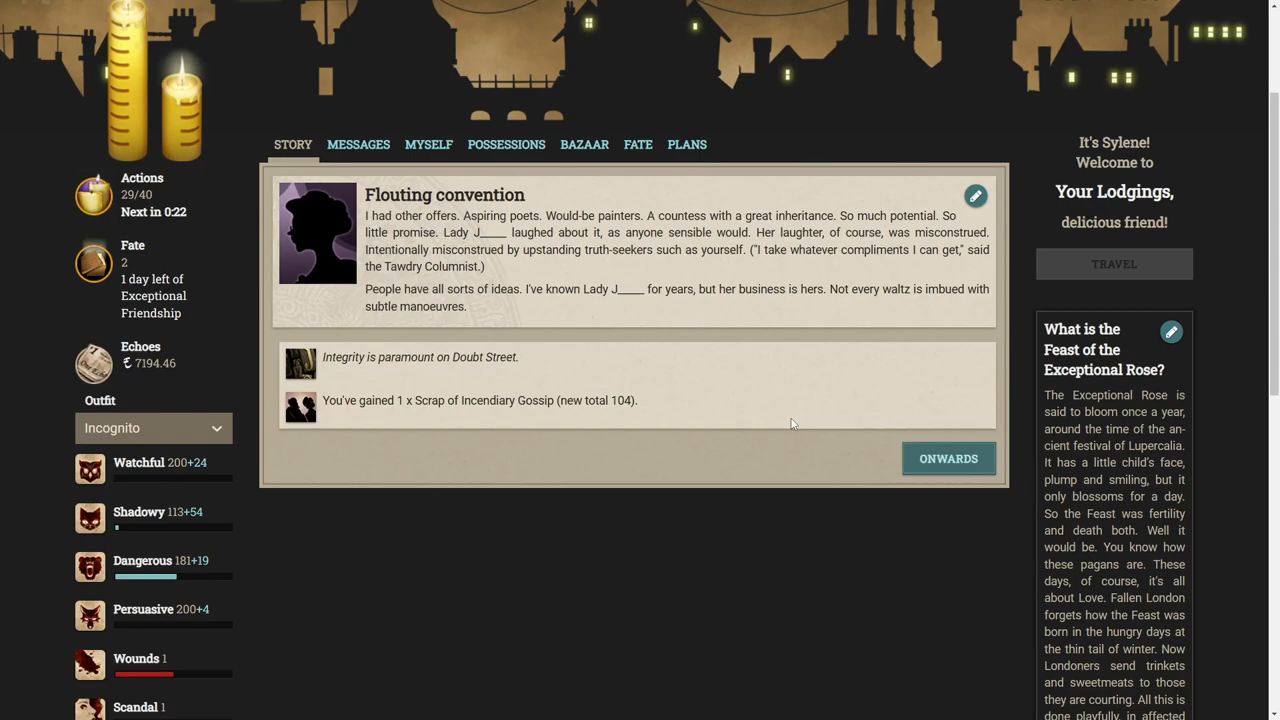 STORY MESSAGES MYSELF POSSESSIONS BAZAAR FATE PLANS
Actions
29/40
Next in 0:22
Fate
2
1 day left of
Exceptional
Friendship
Echoes
7194.46
Outfit
Incognito
Watchful 200+24
Shadowy 113+54
Dangerous 181+19
Persuasive 200+4
Wounds 1
Scandal 1
Flouting convention
I had other offers. Aspiring poets. Would-be painters. A countess with a great inheritance. So much potential. So
little promise. Lady J____ laughed about it, as anyone sensible would. Her laughter, of course, was misconstrued.
Intentionally misconstrued by upstanding truth-seekers such as yourself. ("I take whatever compliments I can get," said
the Tawdry Columnist.)
People have all sorts of ideas. I've known Lady J____ for years, but her business is hers. Not every waltz is imbued with
subtle manoeuvres.
Integrity is paramount on Doubt Street.
You've gained 1 x Scrap of Incendiary Gossip (new total 104).
ONWARDS
It's Sylene!
Welcome to
Your Lodgings,
delicious friend!
TRAVEL
What is the
Feast of the
Exceptional Rose?
The Exceptional Rose is
said to bloom once a year,
around the time of the an-
cient festival of Lupercalia.
It has a little child's face,
plump and smiling, but it
only blossoms for a day.
So the Feast was fertility
and death both. Well it
would be. You know how
these pagans are. These
days, of course, it's all
about Love. Fallen London
forgets how the Feast was
born in the hungry days at
the thin tail of winter. Now
Londoners send trinkets
and sweetmeats to those
they are courting. All this is
done playfully, in affected